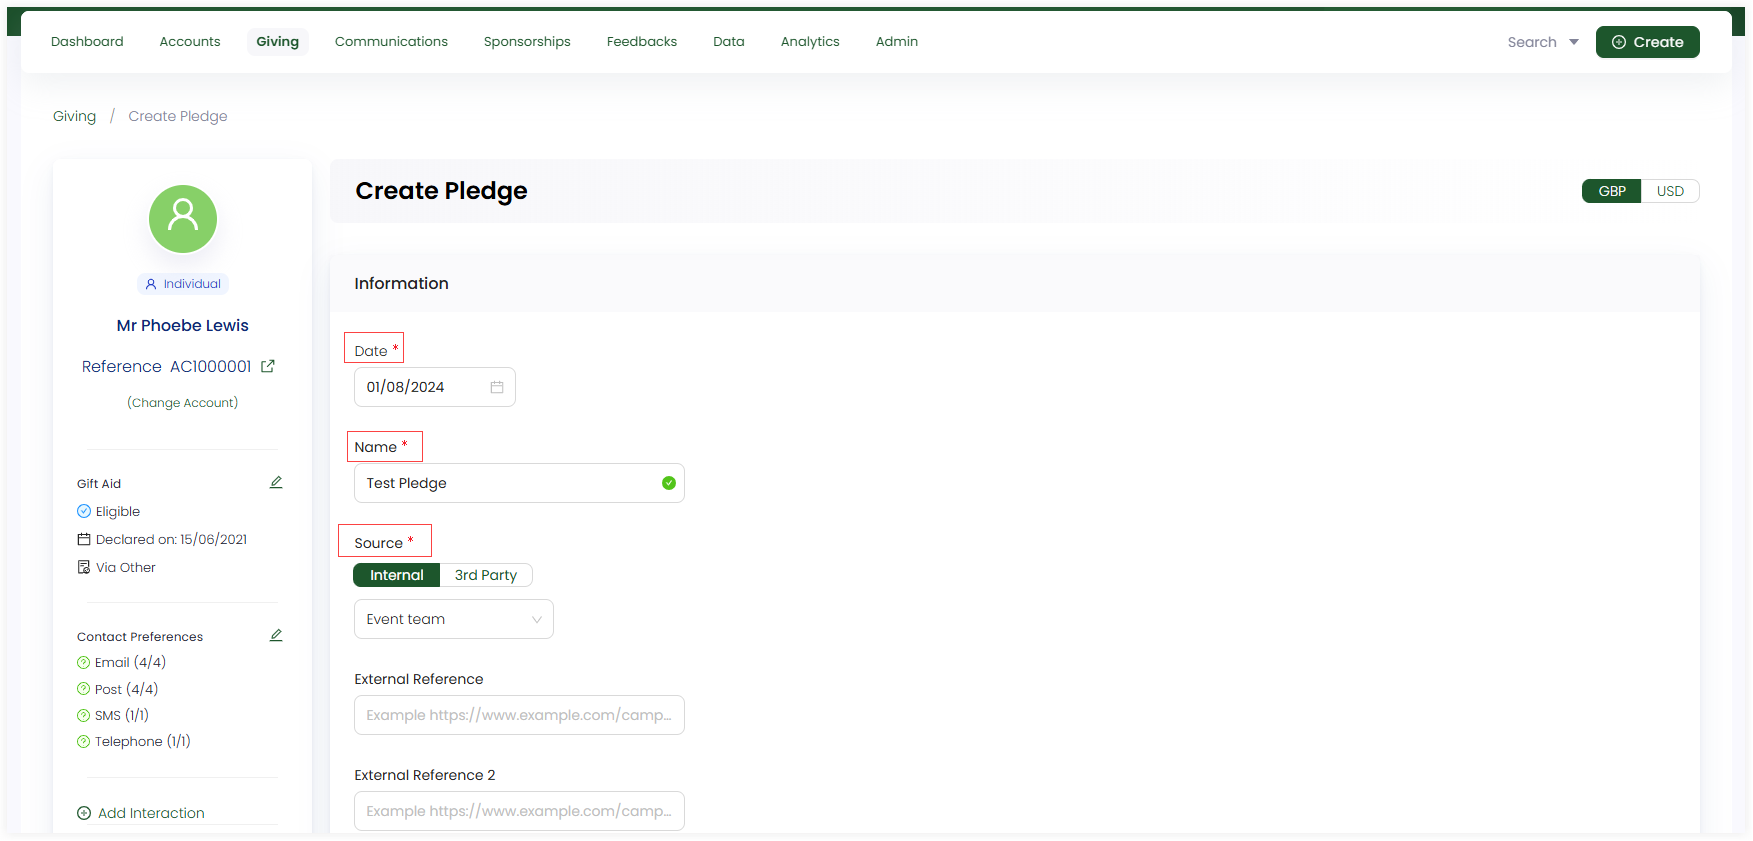 Dashboard Accounts Giving Communications Sponsorships Feedbacks Data Analytics Admin Search Create
Giving / Create Pledge
Individual
Mr Phoebe Lewis
Reference AC1000001
(Change Account)
Gift Aid
Eligible
Declared on: 15/06/2021
Via Other
Contact Preferences
Email (4/4)
Post (4/4)
SMS (1/1)
Telephone (1/1)
Add Interaction
Create Pledge
GBP USD
Information
Date *
01/08/2024
Name *
Test Pledge
Source *
Internal 3rd Party
Event team
External Reference
Example https://www.example.com/camp...
External Reference 2
Example https://www.example.com/camp...